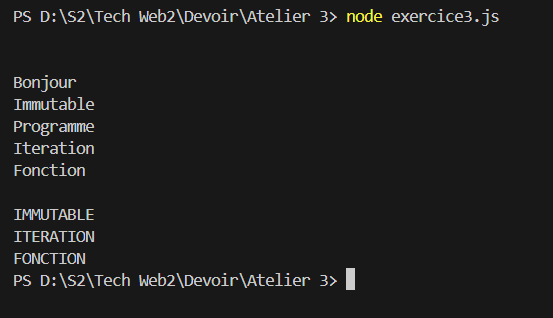 PS D:\S2\Tech Web2\Devoir\Atelier 3> node exercice3.js
Bonjour
Immutable
Programme
Iteration
Fonction
IMMUTABLE
ITERATION
FONCTION
PS D:\S2\Tech Web2\Devoir\Atelier 3>